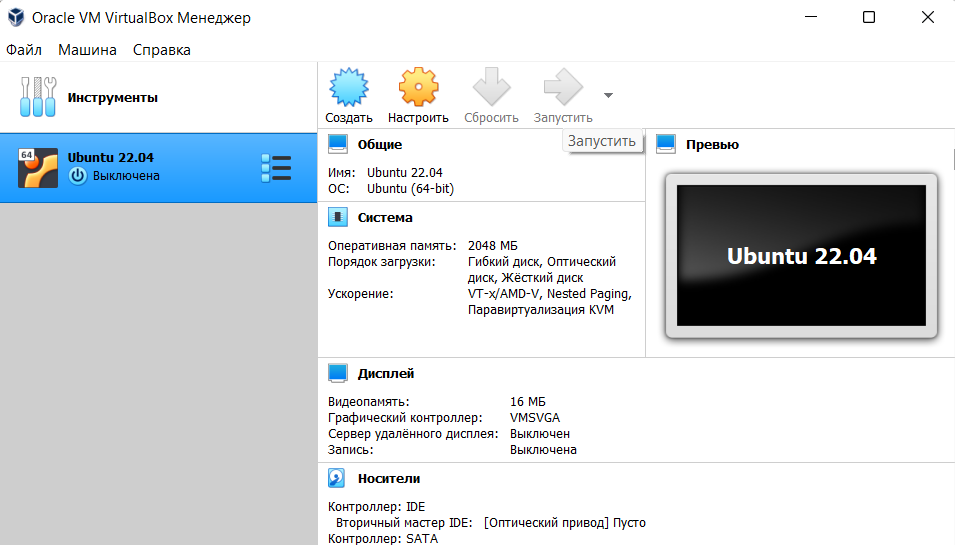 Oracle VM VirtualBox Менеджер
Файл Машина Справка
Инструменты
64
Ubuntu 22.04
Выключена
Создать Настроить Сбросить Запустить
Запустить
Общие
Имя: Ubuntu 22.04
ОС: Ubuntu (64-bit)
Система
Оперативная память: 2048 МБ
Порядок загрузки: Гибкий диск, Оптический
диск, Жёсткий диск
Ускорение: VT-x/AMD-V, Nested Paging,
Паравиртуализация KVM
Превью
Ubuntu 22.04
Дисплей
Видеопамять: 16 МБ
Графический контроллер: VMSVGA
Сервер удалённого дисплея: Выключен
Запись: Выключена
Носители
Контроллер: IDE
Вторичный мастер IDE: [Оптический привод] Пусто
Контроллер: SATA